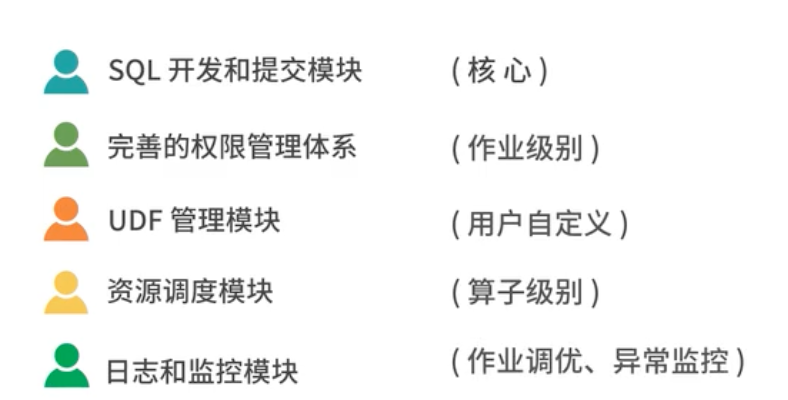 SQL 开发和提交模块 ( 核 心 )
完善的权限管理体系 ( 作业级别 )
UDF 管理模块 ( 用户自定义 )
资源调度模块 ( 算子级别 )
日志和监控模块 ( 作业调优、异常监控 )